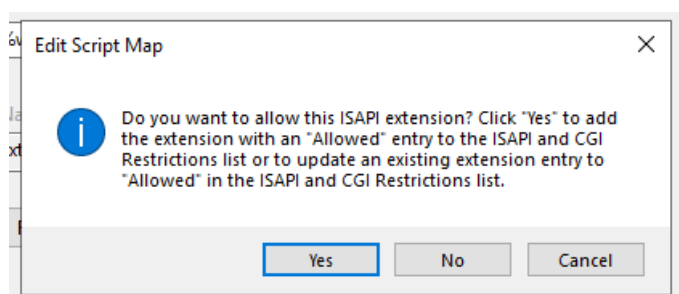 Edit Script Map
Do you want to allow this ISAPI extension? Click "Yes" to add
the extension with an "Allowed" entry to the ISAPI and CGI
Restrictions list or to update an existing extension entry to
"Allowed" in the ISAPI and CGI Restrictions list.
Yes No Cancel